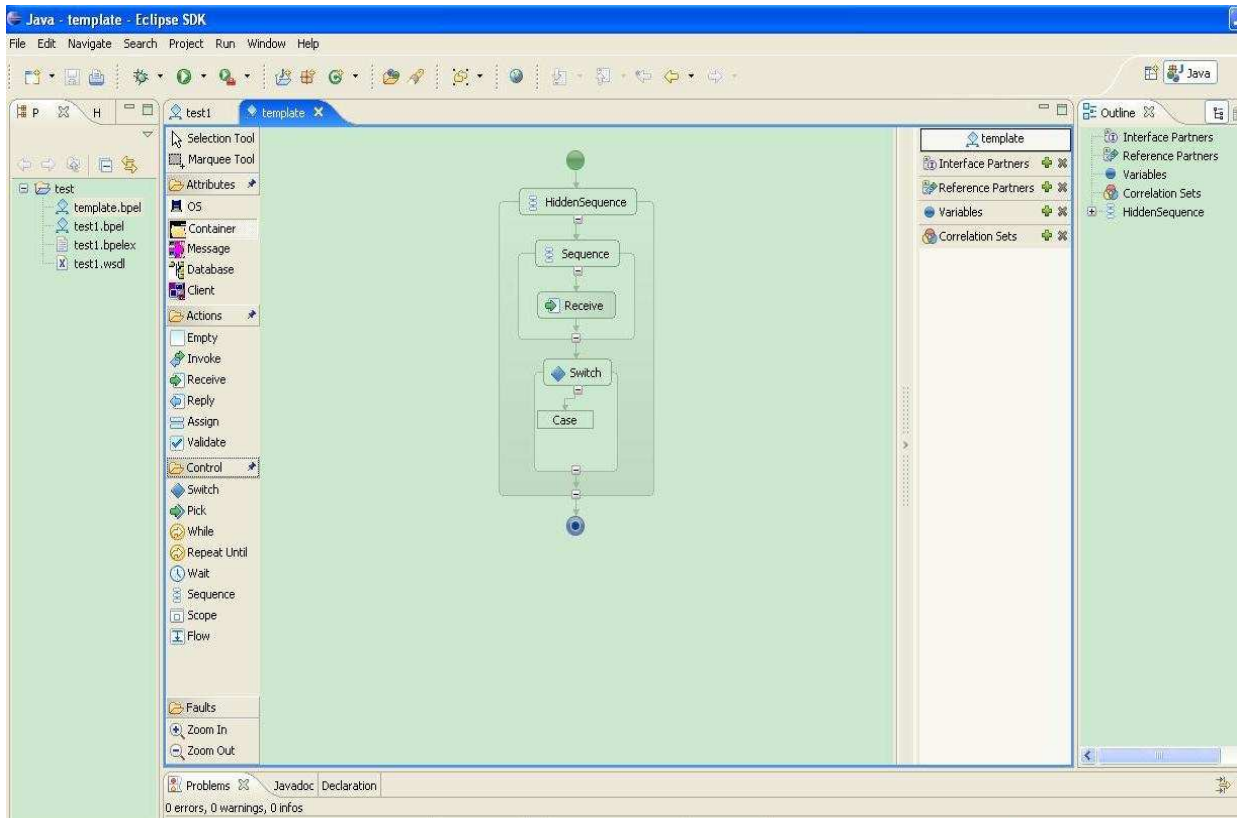 Java - template - Eclipse SDK
File Edit Navigate Search Project Run Window Help
Java
P H
test1 template
Outline
test
template.bpel
test1.bpel
test1.bpelex
test1.wsdl
Selection Tool
Marquee Tool
Attributes
OS
Container
Message
Database
Client
Actions
Empty
Invoke
Receive
Reply
Assign
Validate
Control
Switch
Pick
While
Repeat Until
Wait
Sequence
Scope
Flow
Faults
Zoom In
Zoom Out
HiddenSequence
Sequence
Receive
Switch
Case
template
Interface Partners
Reference Partners
Variables
Correlation Sets
Interface Partners
Reference Partners
Variables
Correlation Sets
HiddenSequence
Problems Javadoc Declaration
0 errors, 0 warnings, 0 infos